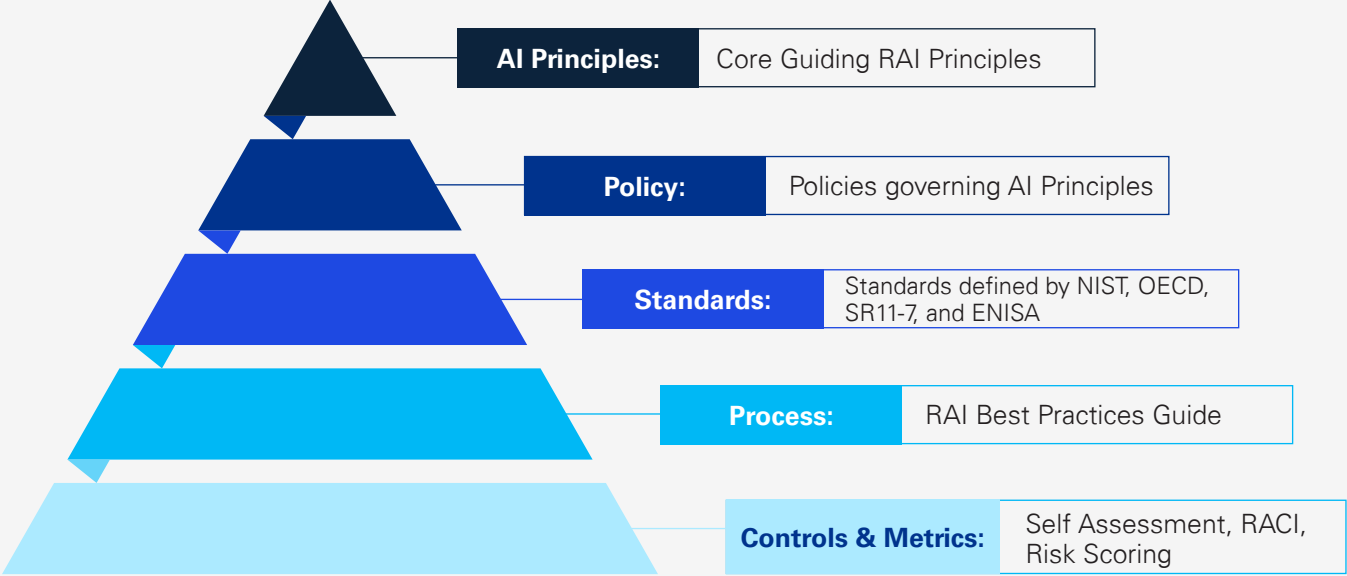 AI Principles: Core Guiding RAI Principles
Policy: Policies governing AI Principles
Standards: Standards defined by NIST, OECD,
SR11-7, and ENISA
Process: RAI Best Practices Guide
Controls & Metrics: Self Assessment, RACI,
Risk Scoring